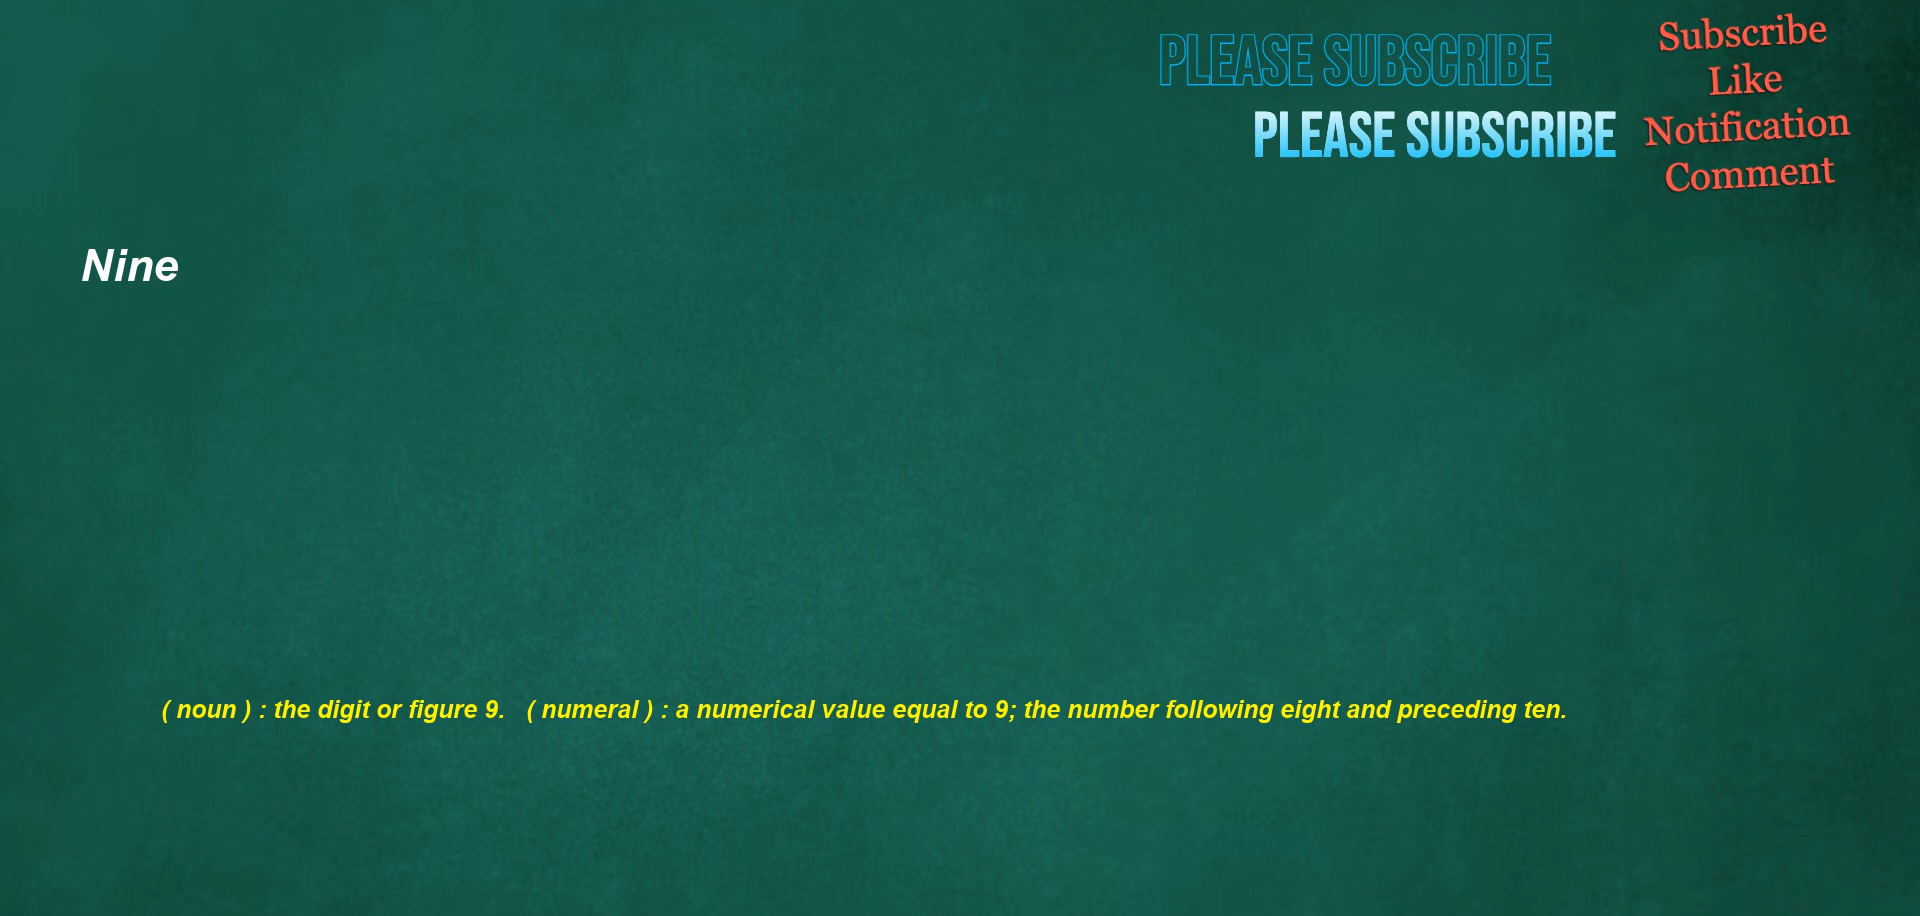 PLEASE SUBSCRIBE
PLEASE SUBSCRIBE
Subscribe
Like
Notification
Comment
Nine
( noun ) : the digit or figure 9.   ( numeral ) : a numerical value equal to 9; the number following eight and preceding ten.